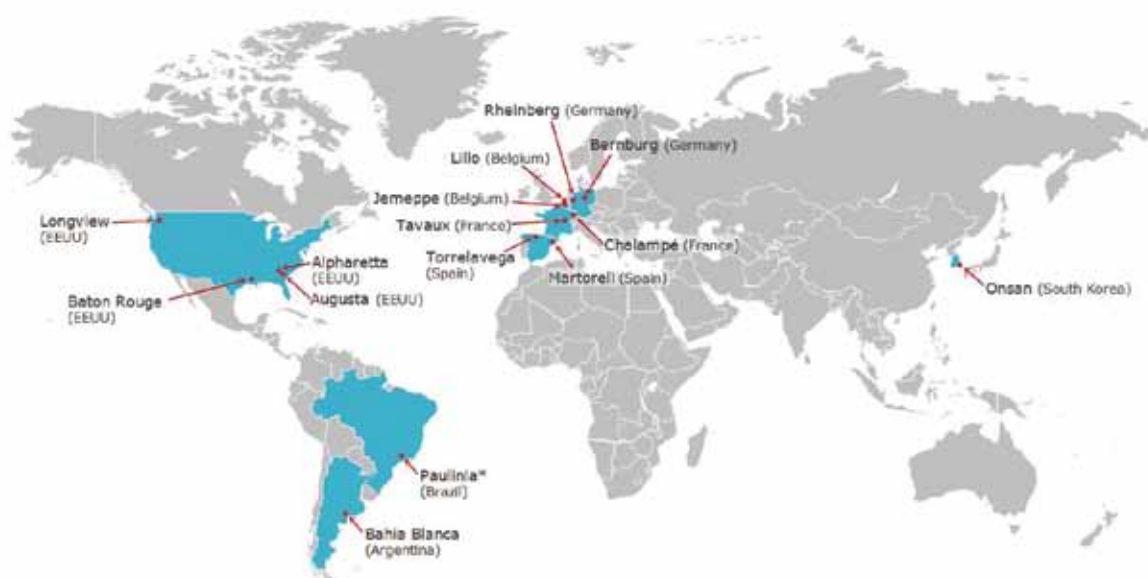 Rheinberg (Germany)
Bernburg (Germany)
Lillo (Belgium)
Jemeppe (Belgium)
Tavaux (France)
Chalampé (France)
Torrelavega
(Spain)
Martorell (Spain)
Longview
(EEUU)
Alpharetta
(EEUU)
Baton Rouge
(EEUU)
Augusta (EEUU)
Onsan (South Korea)
Paulinia*
(Brazil)
Bahia Blanca
(Argentina)